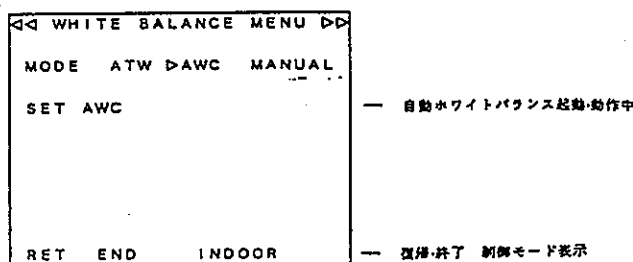 ◁◁ WHITE BALANCE MENU ▷▷
MODE ATW ▷AWC MANUAL
SET AWC — 自動ホワイトバランス起動・動作中
RET END INDOOR — 復帰・終了 制御モード表示